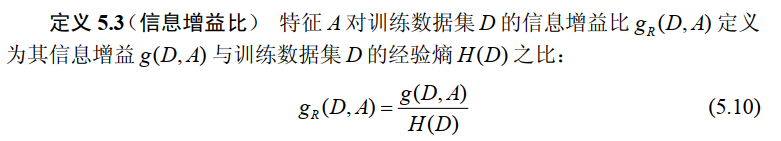 定义 5.3（信息增益比） 特征 A 对训练数据集 D 的信息增益比 g_R(D, A) 定义
为其信息增益 g(D, A) 与训练数据集 D 的经验熵 H(D) 之比：
g_R(D, A) = \frac{g(D, A)}{H(D)} (5.10)